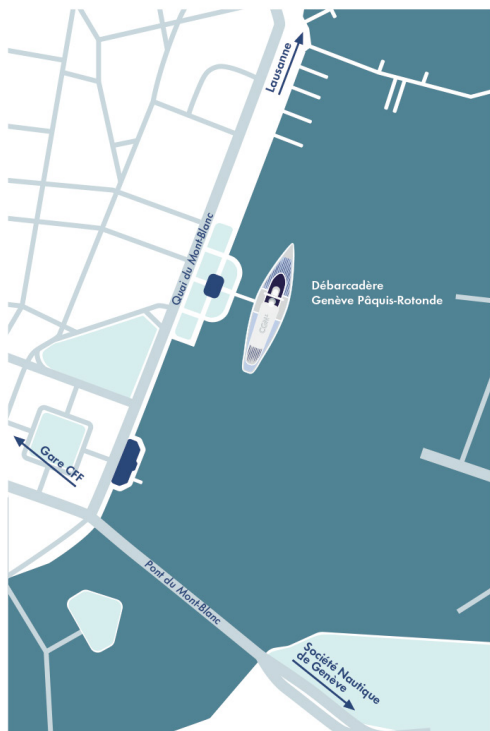 Lausanne
Quai du Mont-Blanc
Débarcadère
Genève Pâquis-Rotonde
CGN
Gare CFF
Pont du Mont-Blanc
Société Nautique
de Genève